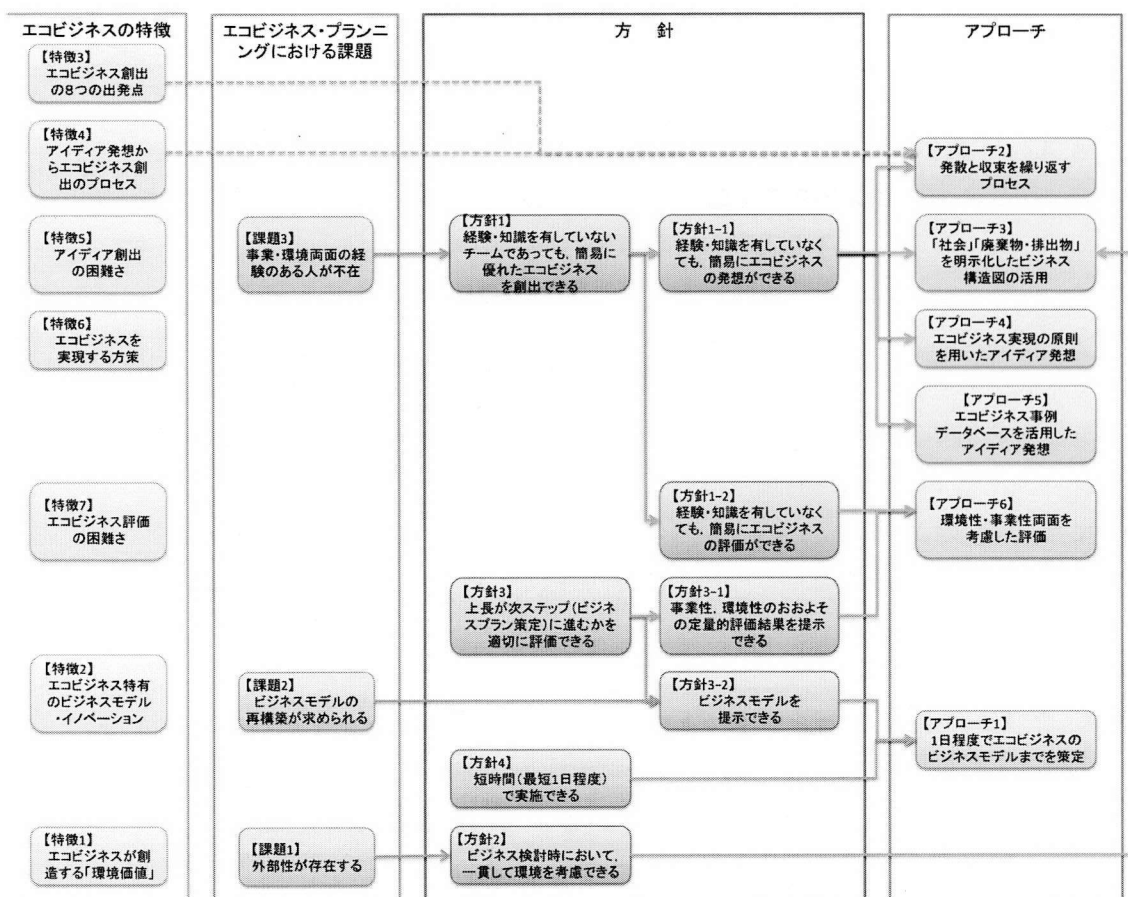 エコビジネスの特徴
【特徴3】
エコビジネス創出
の8つの出発点
【特徴4】
アイディア発想か
らエコビジネス創
出のプロセス
【特徴5】
アイディア創出
の困難さ
【特徴6】
エコビジネスを
実現する方策
【特徴7】
エコビジネス評価
の困難さ
【特徴2】
エコビジネス特有
のビジネスモデル
・イノベーション
【特徴1】
エコビジネスが創
造する「環境価値」
エコビジネス・プランニ
ングにおける課題
【課題3】
事業・環境両面の経
験のある人が不在
【課題2】
ビジネスモデルの
再構築が求められる
【課題1】
外部性が存在する
方 針
【方針1】
経験・知識を有していない
チームであっても，簡易に
優れたエコビジネス
を創出できる
【方針1-1】
経験・知識を有していなく
ても，簡易にエコビジネス
の発想ができる
【方針1-2】
経験・知識を有していなく
ても，簡易にエコビジネス
の評価ができる
【方針3】
上長が次ステップ（ビジネ
スプラン策定）に進むかを
適切に評価できる
【方針3-1】
事業性，環境性のおおよそ
の定量的評価結果を提示
できる
【方針3-2】
ビジネスモデルを
提示できる
【方針4】
短時間（最短1日程度）
で実施できる
【方針2】
ビジネス検討時において，
一貫して環境を考慮できる
アプローチ
【アプローチ2】
発散と収束を繰り返す
プロセス
【アプローチ3】
「社会」「廃棄物・排出物」
を明示化したビジネス
構造図の活用
【アプローチ4】
エコビジネス実現の原則
を用いたアイディア発想
【アプローチ5】
エコビジネス事例
データベースを活用した
アイディア発想
【アプローチ6】
環境性・事業性両面を
考慮した評価
【アプローチ1】
1日程度でエコビジネスの
ビジネスモデルまでを策定